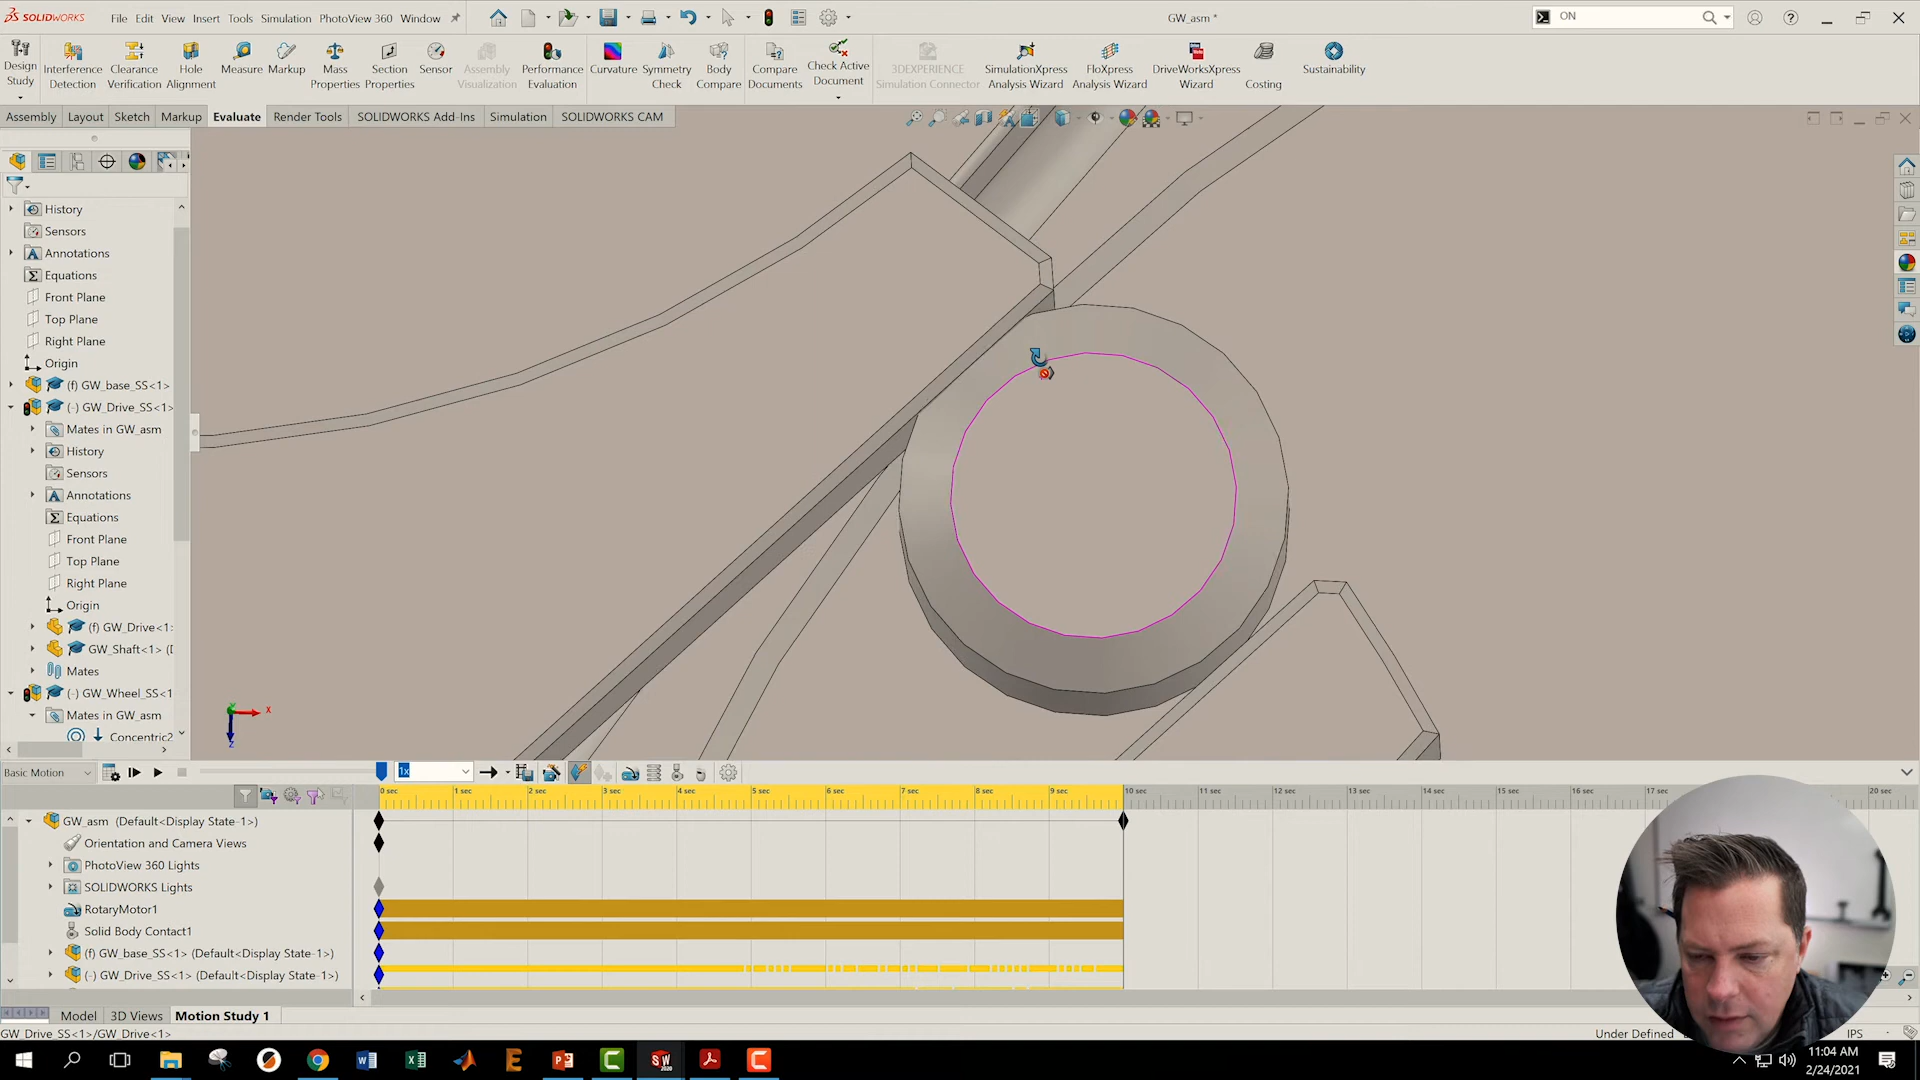 SOLIDWORKS File Edit View Insert Tools Simulation PhotoView 360 Window GW_asm * ON
Design Study
Interference Detection
Clearance Verification
Hole Alignment
Measure
Markup
Mass Properties
Section Properties
Sensor
Assembly Visualization
Performance Evaluation
Curvature
Symmetry Check
Body Compare
Compare Documents
Check Active Document
3DEXPERIENCE Simulation Connector
SimulationXpress Analysis Wizard
FloXpress Analysis Wizard
DriveWorksXpress Wizard
Costing
Sustainability
Assembly Layout Sketch Markup Evaluate Render Tools SOLIDWORKS Add-Ins Simulation SOLIDWORKS CAM
History
Sensors
Annotations
Equations
Front Plane
Top Plane
Right Plane
Origin
(f) GW_base_SS<1>
(-) GW_Drive_SS<1>
Mates in GW_asm
History
Sensors
Annotations
Equations
Front Plane
Top Plane
Right Plane
Origin
(f) GW_Drive<1>
GW_Shaft<1> (
Mates
(-) GW_Wheel_SS<1
Mates in GW_asm
Concentric2
X
Z
Basic Motion 1x
0 sec 1 sec 2 sec 3 sec 4 sec 5 sec 6 sec 7 sec 8 sec 9 sec 10 sec 11 sec 12 sec 13 sec 14 sec 15 sec 16 sec 17 sec 20 sec
GW_asm (Default<Display State-1>)
Orientation and Camera Views
PhotoView 360 Lights
SOLIDWORKS Lights
RotaryMotor1
Solid Body Contact1
(f) GW_base_SS<1> (Default<Display State-1>)
(-) GW_Drive_SS<1> (Default<Display State-1>)
Model 3D Views Motion Study 1
GW_Drive_SS<1>/GW_Drive<1> Under Defined IPS
11:04 AM
2/24/2021